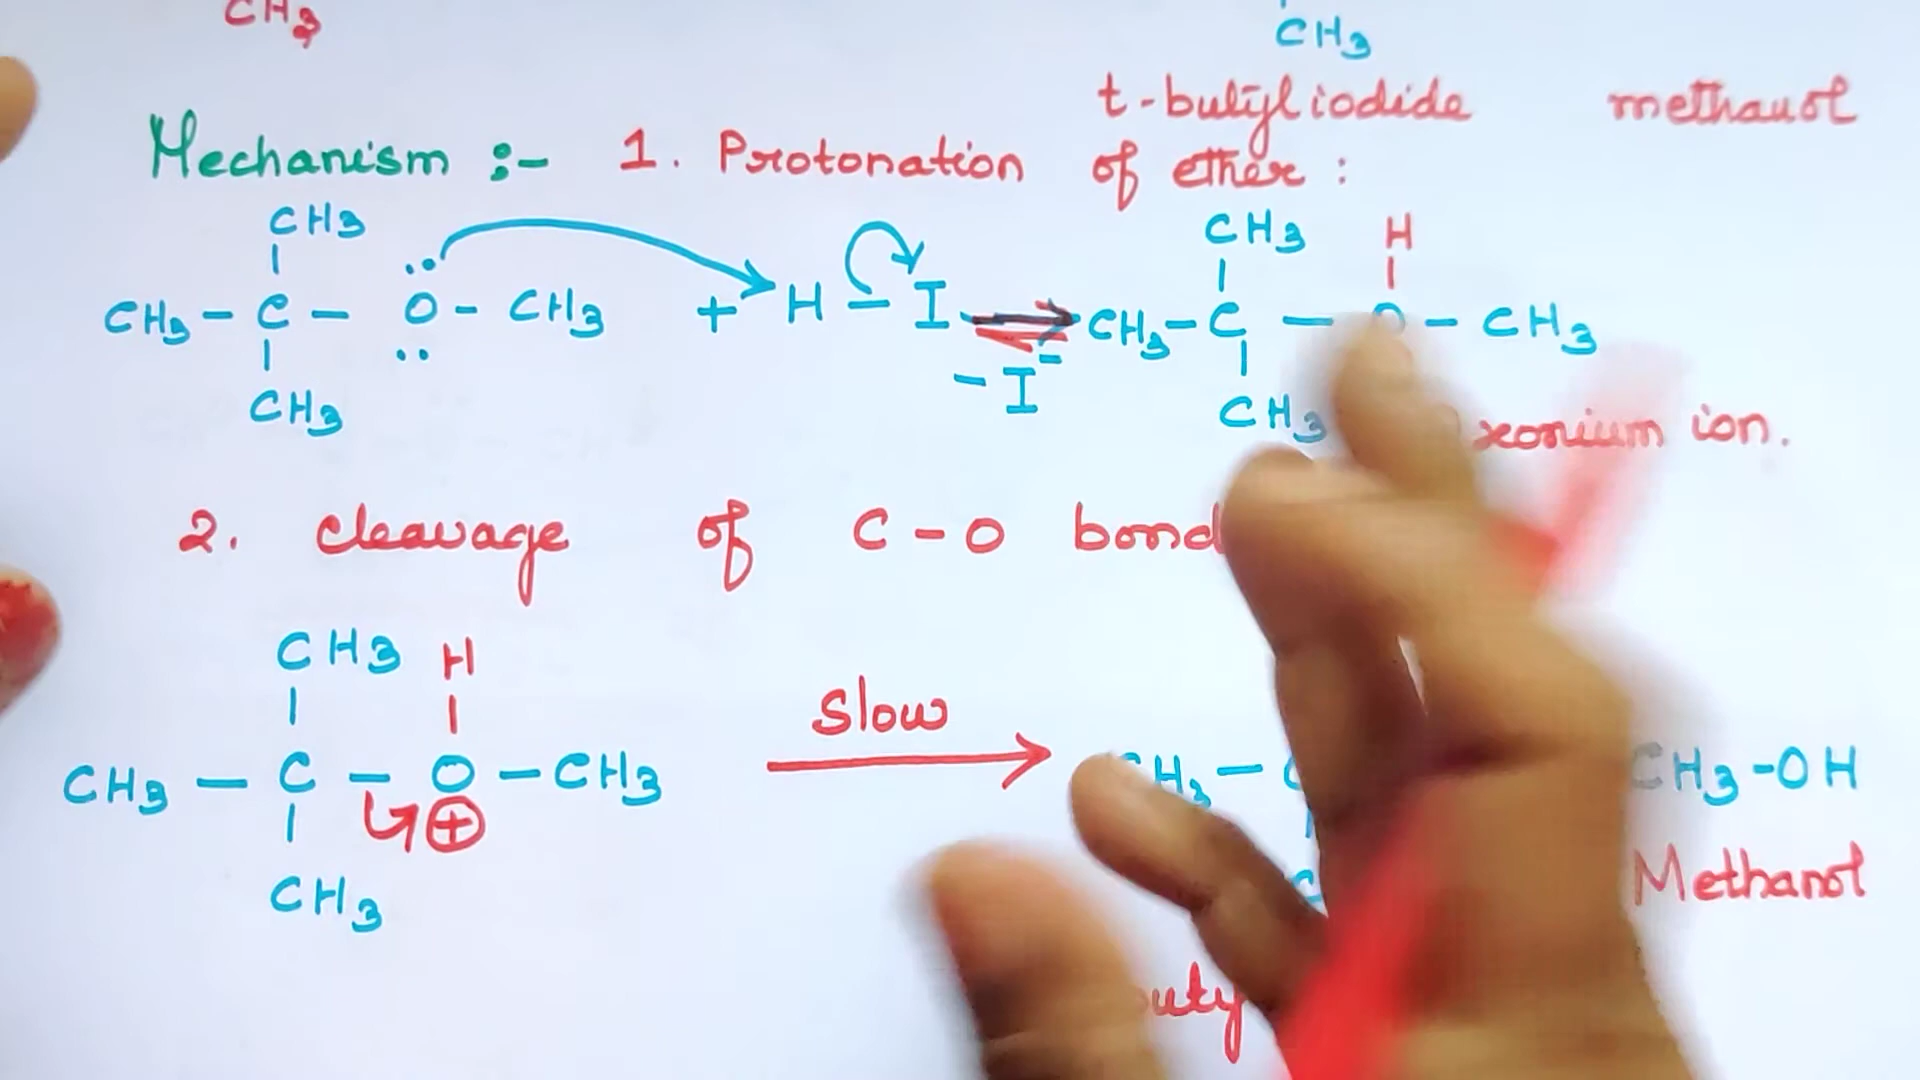 CH3
CH3
t-butyl iodide methanol
Mechanism :- 1. Protonation of ether :
CH3 CH3 H
CH3 - C - O - CH3 + H - I CH3 - C - O - CH3
- I⁻
CH3 CH3
ion.
2. cleavage of C - O bond
CH3 H
Slow
CH3 - C - O - CH3 CH3-OH
⊕
CH3 Methanol